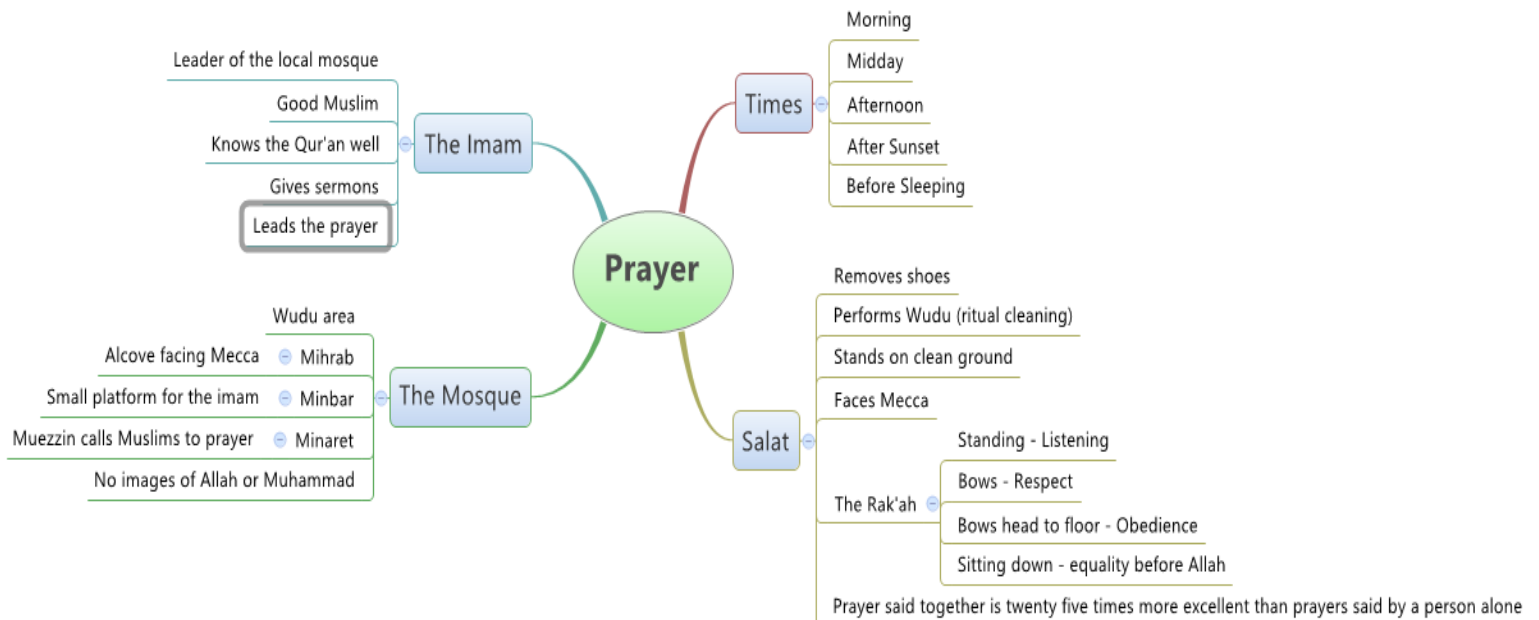 Prayer
Times
Morning
Midday
Afternoon
After Sunset
Before Sleeping
Salat
Removes shoes
Performs Wudu (ritual cleaning)
Stands on clean ground
Faces Mecca
The Rak'ah
Standing - Listening
Bows - Respect
Bows head to floor - Obedience
Sitting down - equality before Allah
Prayer said together is twenty five times more excellent than prayers said by a person alone
The Imam
Leader of the local mosque
Good Muslim
Knows the Qur'an well
Gives sermons
Leads the prayer
The Mosque
Wudu area
Mihrab
Alcove facing Mecca
Minbar
Small platform for the imam
Minaret
Muezzin calls Muslims to prayer
No images of Allah or Muhammad